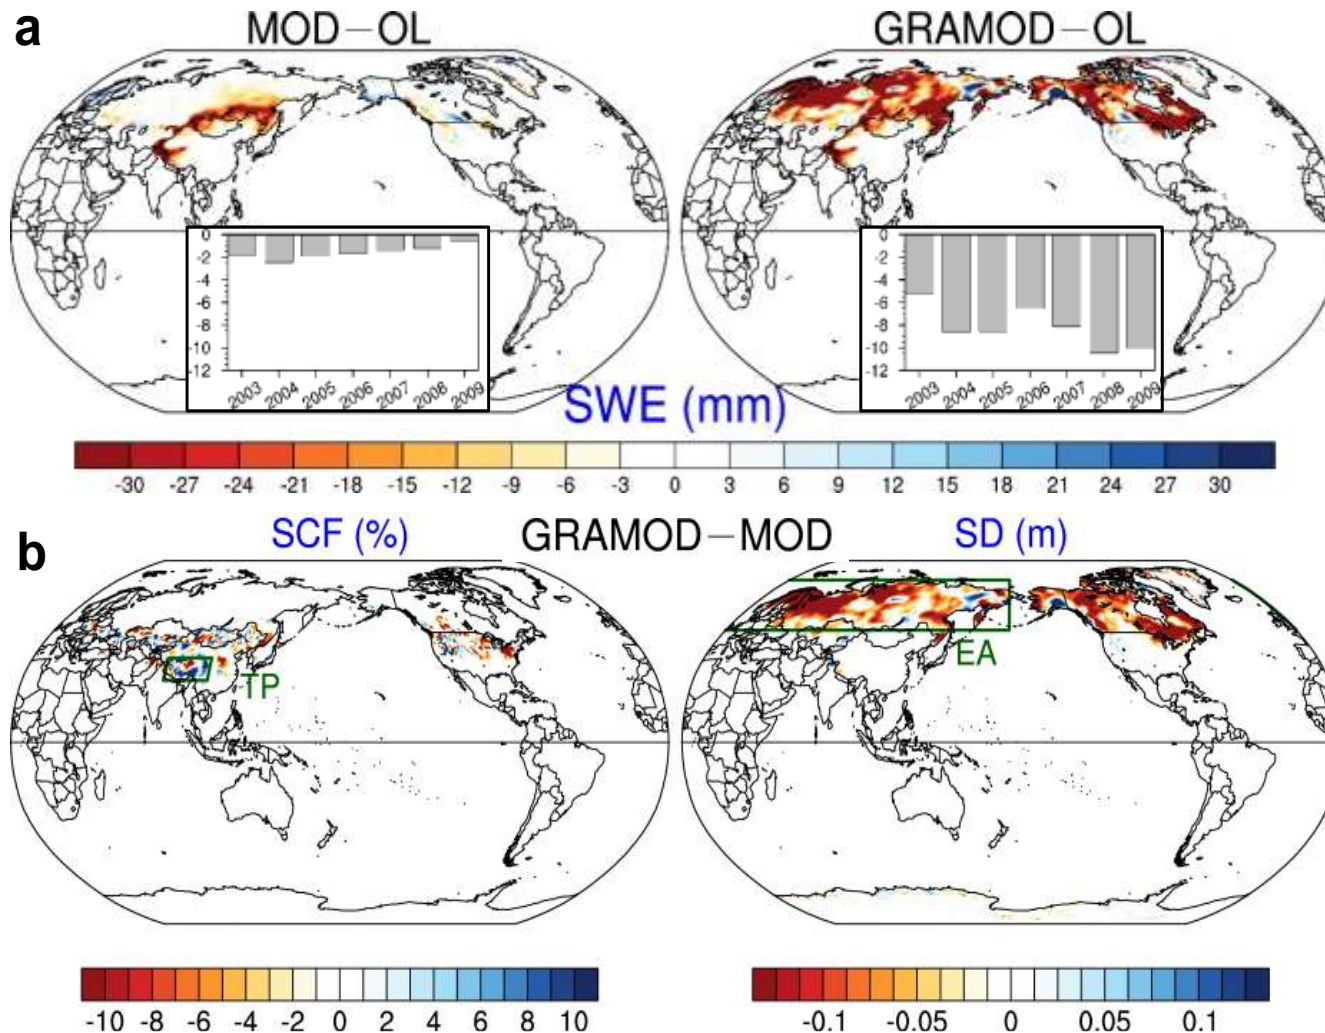 a
MOD−OL
GRAMOD−OL
0
-2
-4
-6
-8
-10
-12
2003 2004 2005 2006 2007 2008 2009
0
-2
-4
-6
-8
-10
-12
2003 2004 2005 2006 2007 2008 2009
SWE (mm)
-30 -27 -24 -21 -18 -15 -12 -9 -6 -3 0 3 6 9 12 15 18 21 24 27 30
b
SCF (%)
GRAMOD−MOD
SD (m)
TP
EA
-10 -8 -6 -4 -2 0 2 4 6 8 10
-0.1 -0.05 0 0.05 0.1